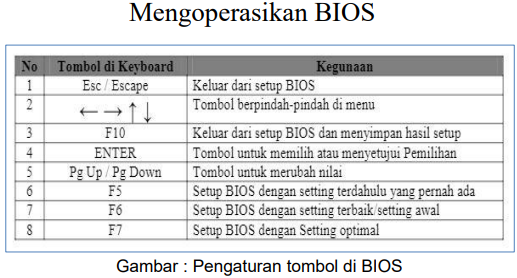 Mengoperasikan BIOS
No Tombol di Keyboard Kegunaan
1 Esc / Escape Keluar dari setup BIOS
2 ← → ↑ ↓ Tombol berpindah-pindah di menu
3 F10 Keluar dari setup BIOS dan menyimpan hasil setup
4 ENTER Tombol untuk memilih atau menyetujui Pemilihan
5 Pg Up / Pg Down Tombol untuk merubah nilai
6 F5 Setup BIOS dengan setting terdahulu yang pernah ada
7 F6 Setup BIOS dengan setting terbaik/setting awal
8 F7 Setup BIOS dengan Setting optimal
Gambar : Pengaturan tombol di BIOS